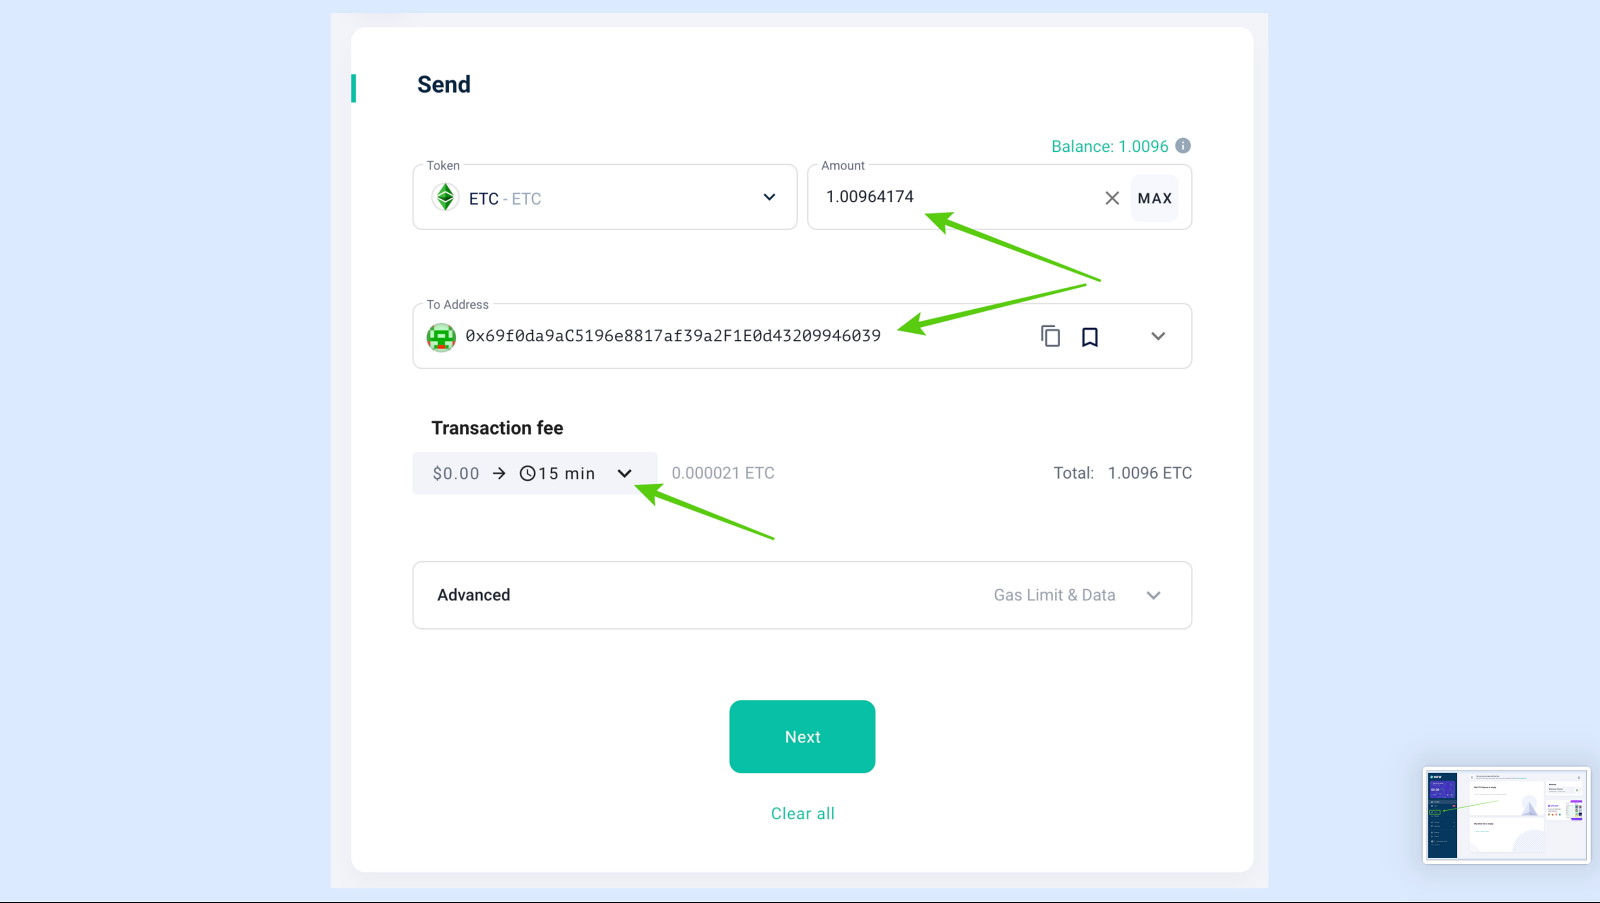 Send
Balance: 1.0096
Token
ETC - ETC
Amount
1.00964174
MAX
To Address
0x69f0da9aC5196e8817af39a2F1E0d43209946039
Transaction fee
$0.00 → 15 min
0.000021 ETC
Total: 1.0096 ETC
Advanced
Gas Limit & Data
Next
Clear all